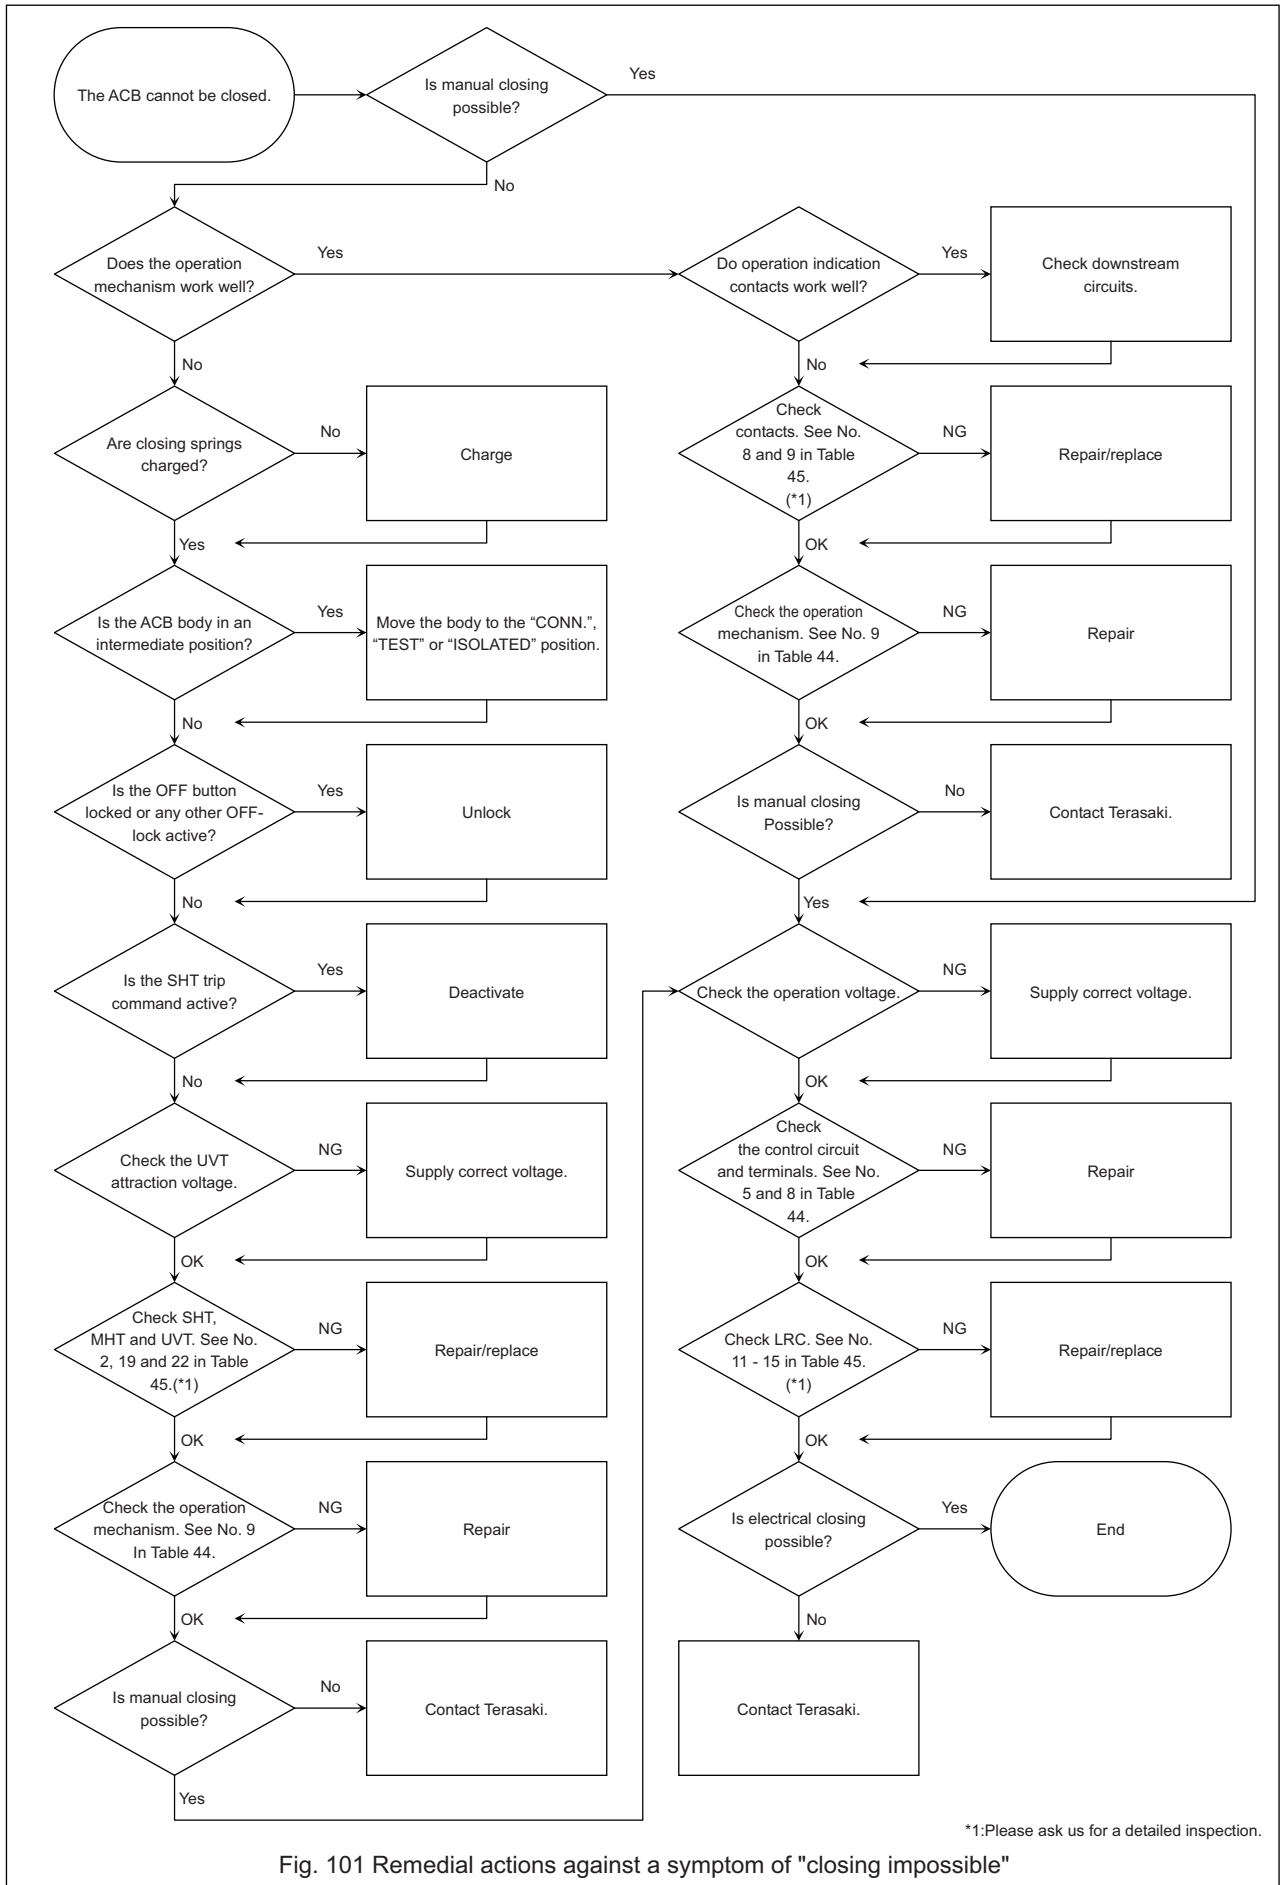 The ACB cannot be closed.
Is manual closing
possible?
Yes
No
Does the operation
mechanism work well?
Yes
Do operation indication
contacts work well?
Yes
Check downstream
circuits.
No
No
Are closing springs
charged?
No
Charge
Check
contacts. See No.
8 and 9 in Table
45.
(*1)
NG
Repair/replace
Yes
OK
Is the ACB body in an
intermediate position?
Yes
Move the body to the “CONN.”,
“TEST” or “ISOLATED” position.
Check the operation
mechanism. See No. 9
in Table 44.
NG
Repair
No
OK
Is the OFF button
locked or any other OFF-
lock active?
Yes
Unlock
Is manual closing
Possible?
No
Contact Terasaki.
No
Yes
Is the SHT trip
command active?
Yes
Deactivate
Check the operation voltage.
NG
Supply correct voltage.
No
OK
Check the UVT
attraction voltage.
NG
Supply correct voltage.
Check
the control circuit
and terminals. See No.
5 and 8 in Table
44.
NG
Repair
OK
OK
Check SHT,
MHT and UVT. See No.
2, 19 and 22 in Table
45.(*1)
NG
Repair/replace
Check LRC. See No.
11 - 15 in Table 45.
(*1)
NG
Repair/replace
OK
OK
Check the operation
mechanism. See No. 9
In Table 44.
NG
Repair
Is electrical closing
possible?
Yes
End
OK
No
Is manual closing
possible?
No
Contact Terasaki.
Contact Terasaki.
Yes
*1:Please ask us for a detailed inspection.
Fig. 101 Remedial actions against a symptom of "closing impossible"